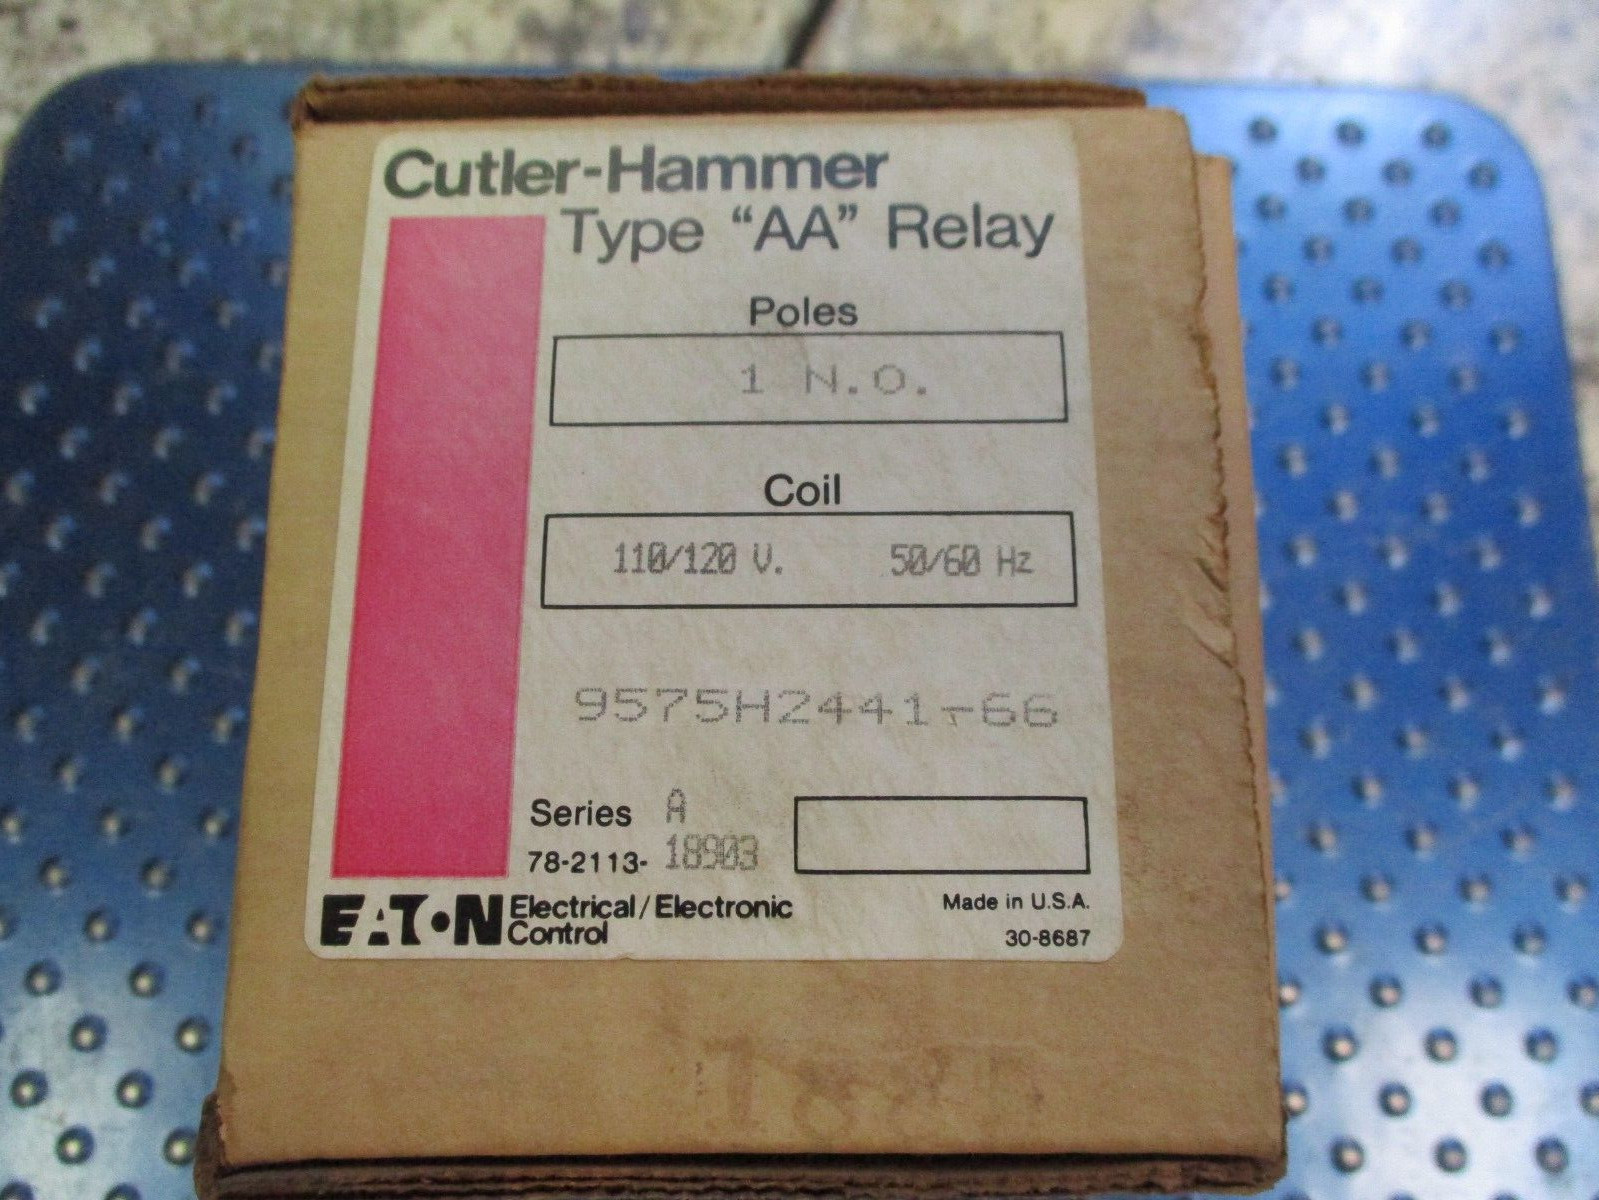 Cutler-Hammer
Type “AA” Relay
Poles
1 N.O.
Coil
110/120 V. 50/60 Hz
9575H2441-66
Series A
78-2113- 18903
EATON Electrical/Electronic
Control
Made in U.S.A.
30-8687